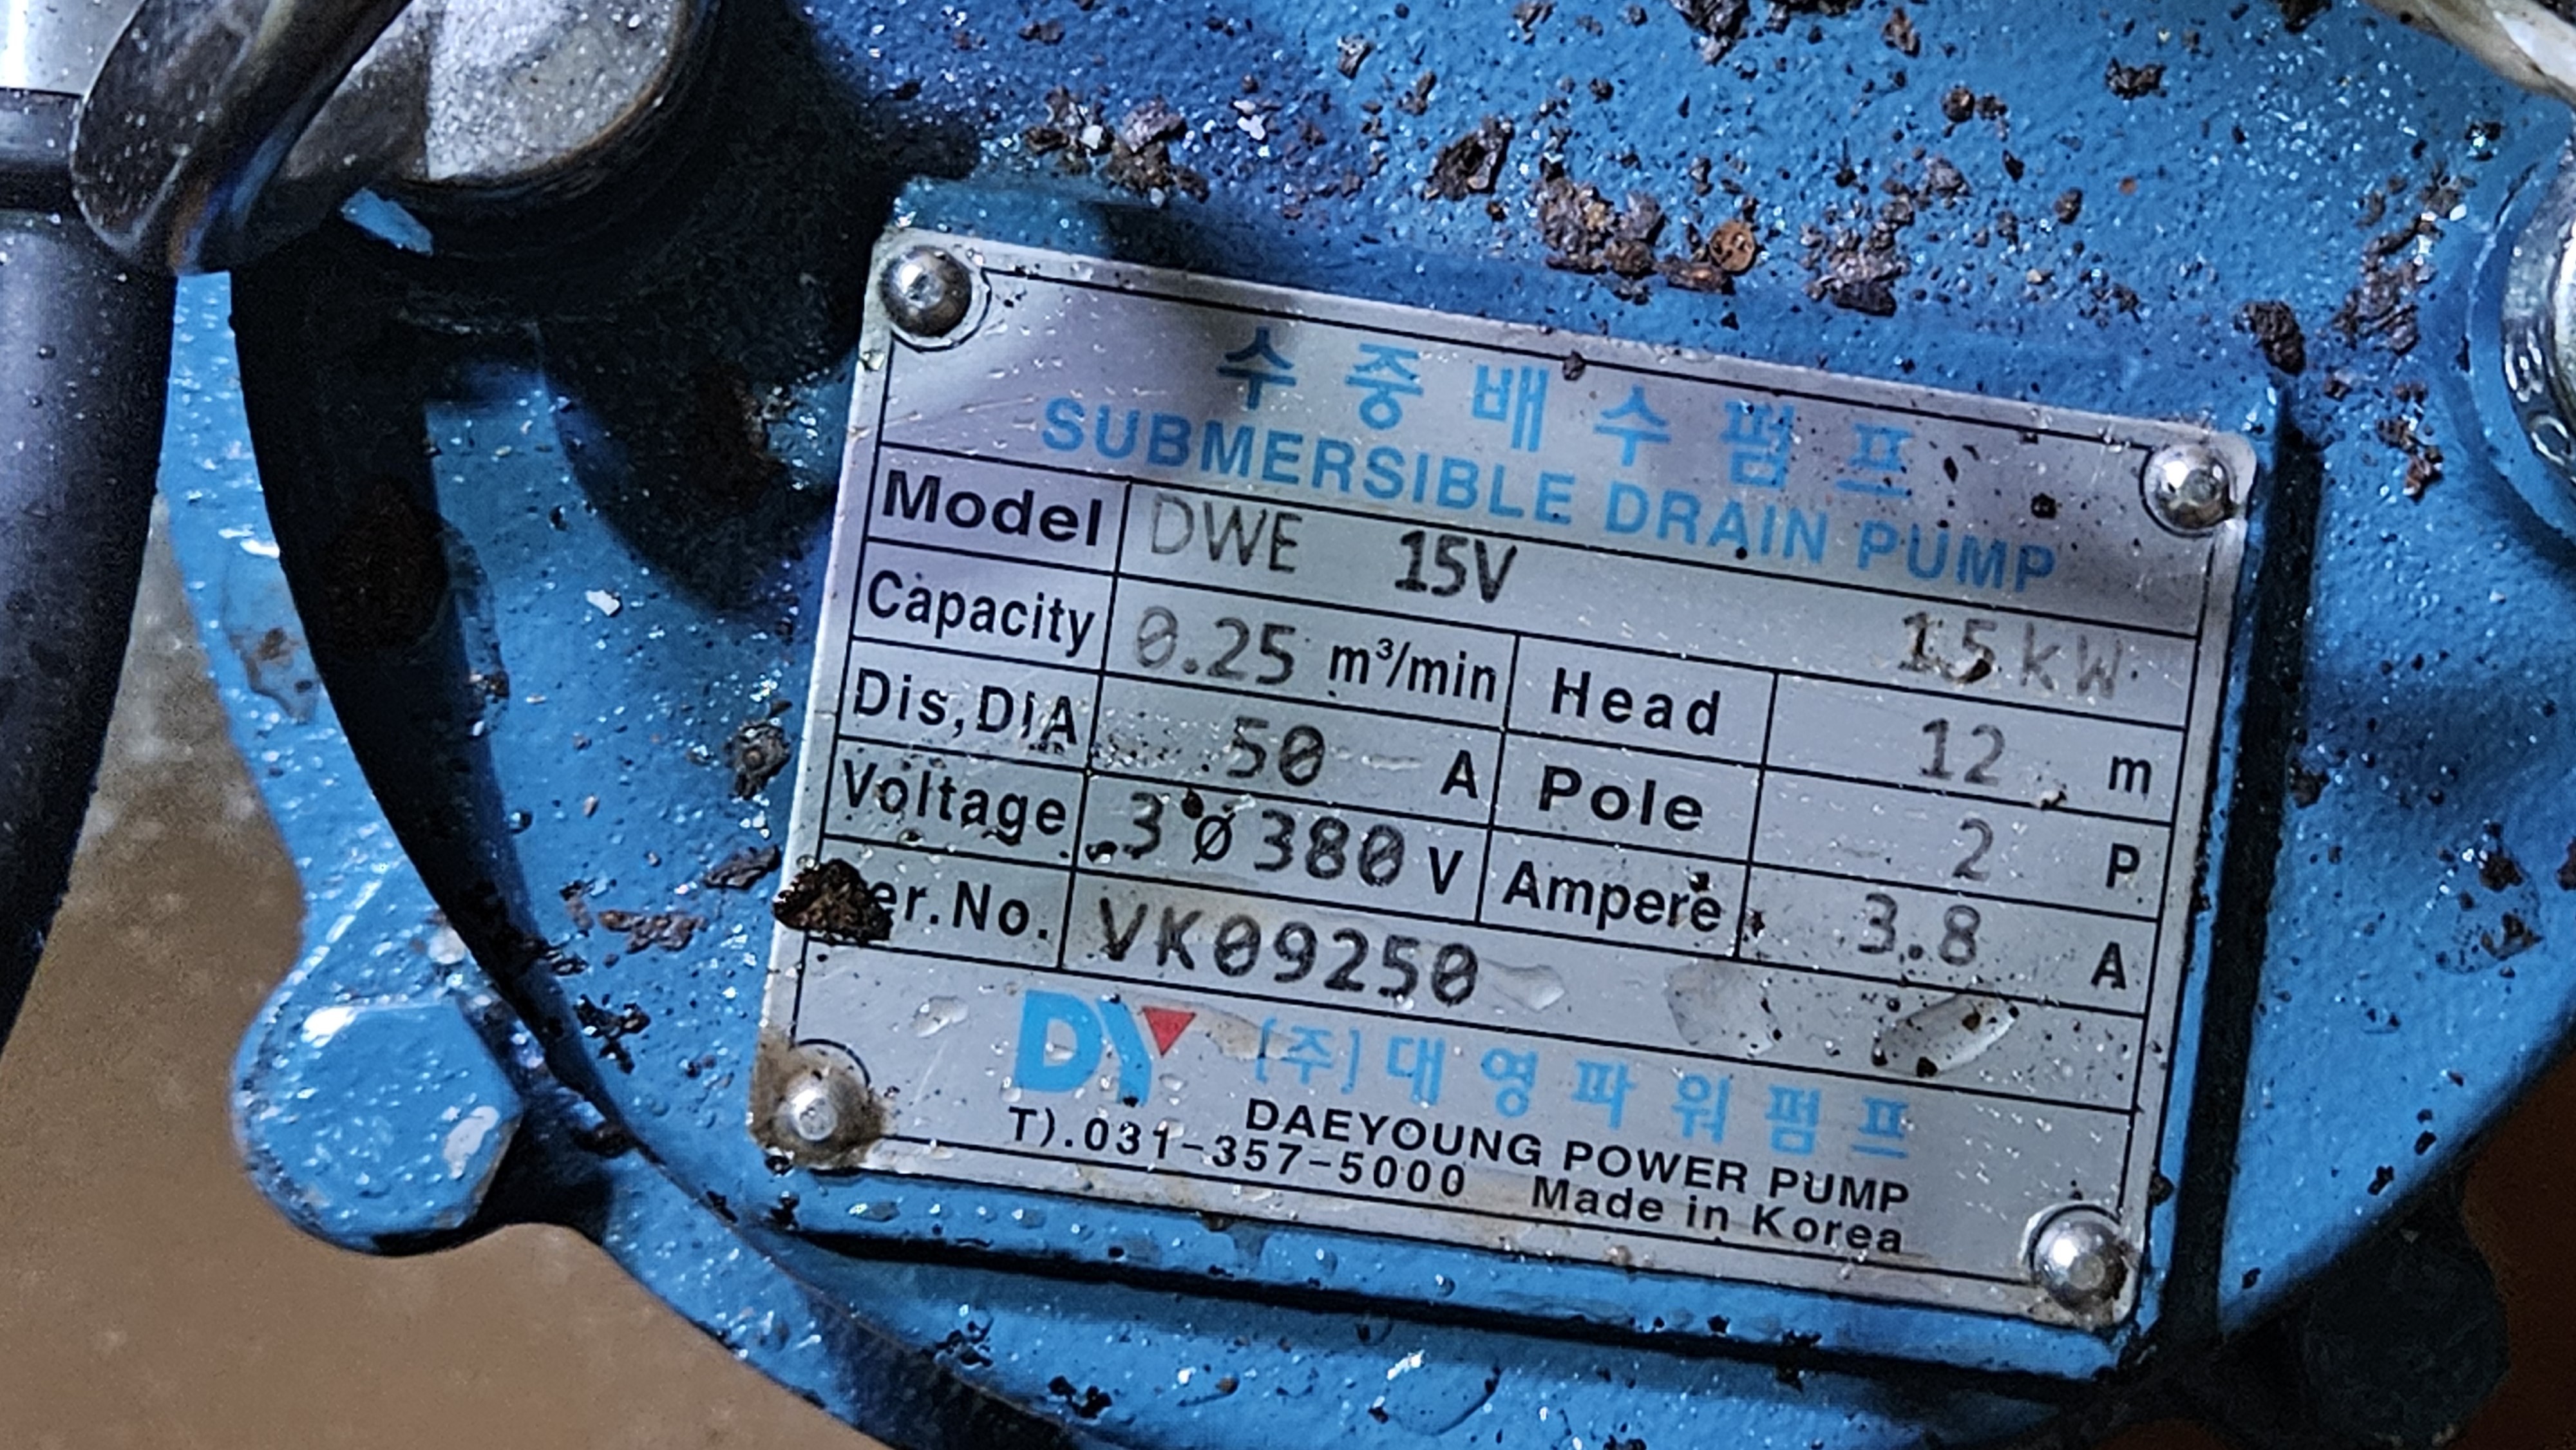 수중배수펌프
SUBMERSIBLE DRAIN PUMP
Model DWE 15V 1.5kW
Capacity 0.25 m³/min Head 12 m
Dis,DIA 50 A Pole 2 P
Voltage 3Ø380 V Ampere 3.8 A
er.No. VK09250
DY (주)대영파워펌프
DAEYOUNG POWER PUMP
T).031-357-5000 Made in Korea